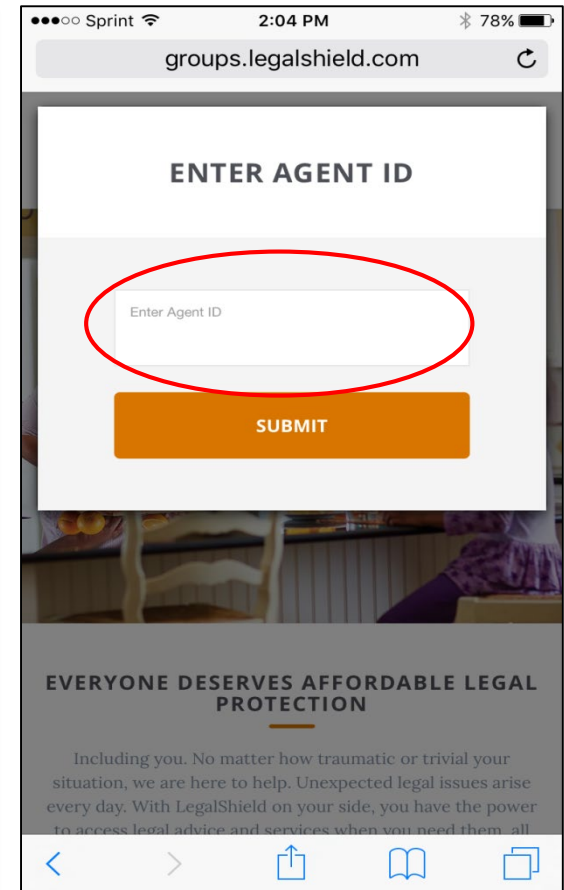 Sprint 2:04 PM 78%
groups.legalshield.com
ENTER AGENT ID
Enter Agent ID
SUBMIT
EVERYONE DESERVES AFFORDABLE LEGAL
PROTECTION
Including you. No matter how traumatic or trivial your
situation, we are here to help. Unexpected legal issues arise
every day. With LegalShield on your side, you have the power
to access legal advice and services when you need them, all